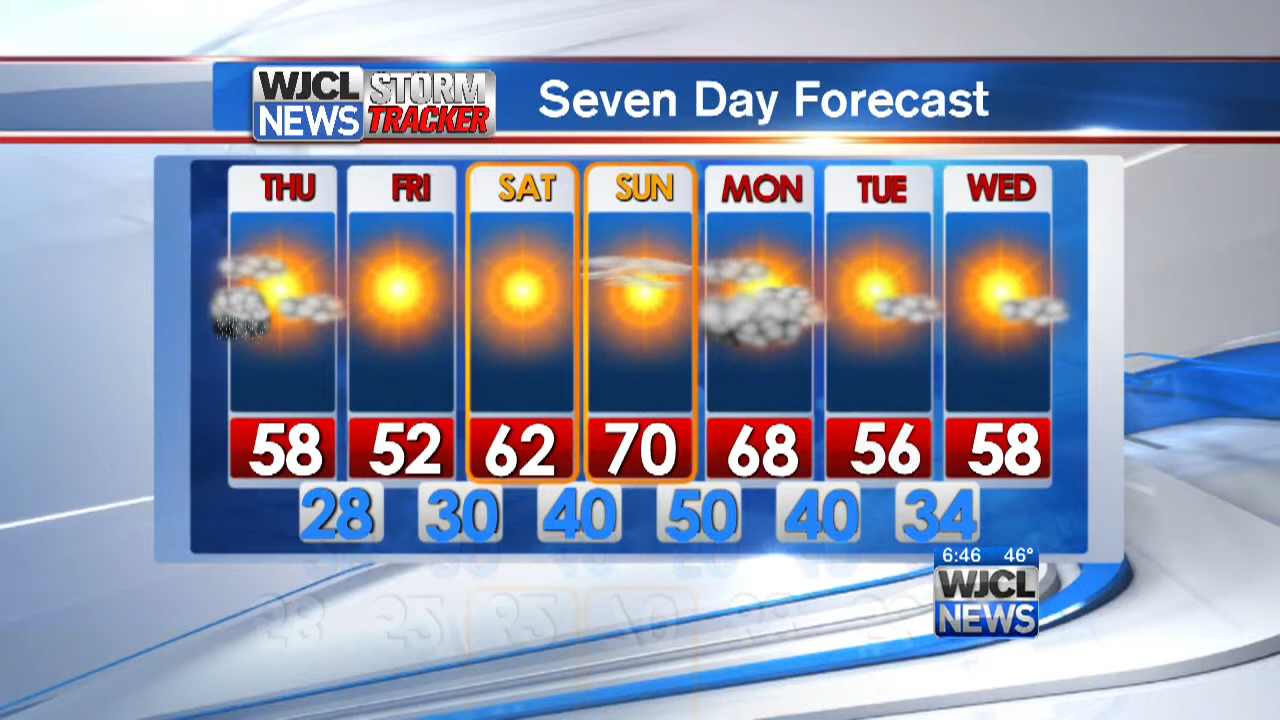 WJCL STORM
NEWS TRACKER
Seven Day Forecast
THU FRI SAT SUN MON TUE WED
58 52 62 70 68 56 58
28 30 40 50 40 34
6:46 46°
WJCL
NEWS